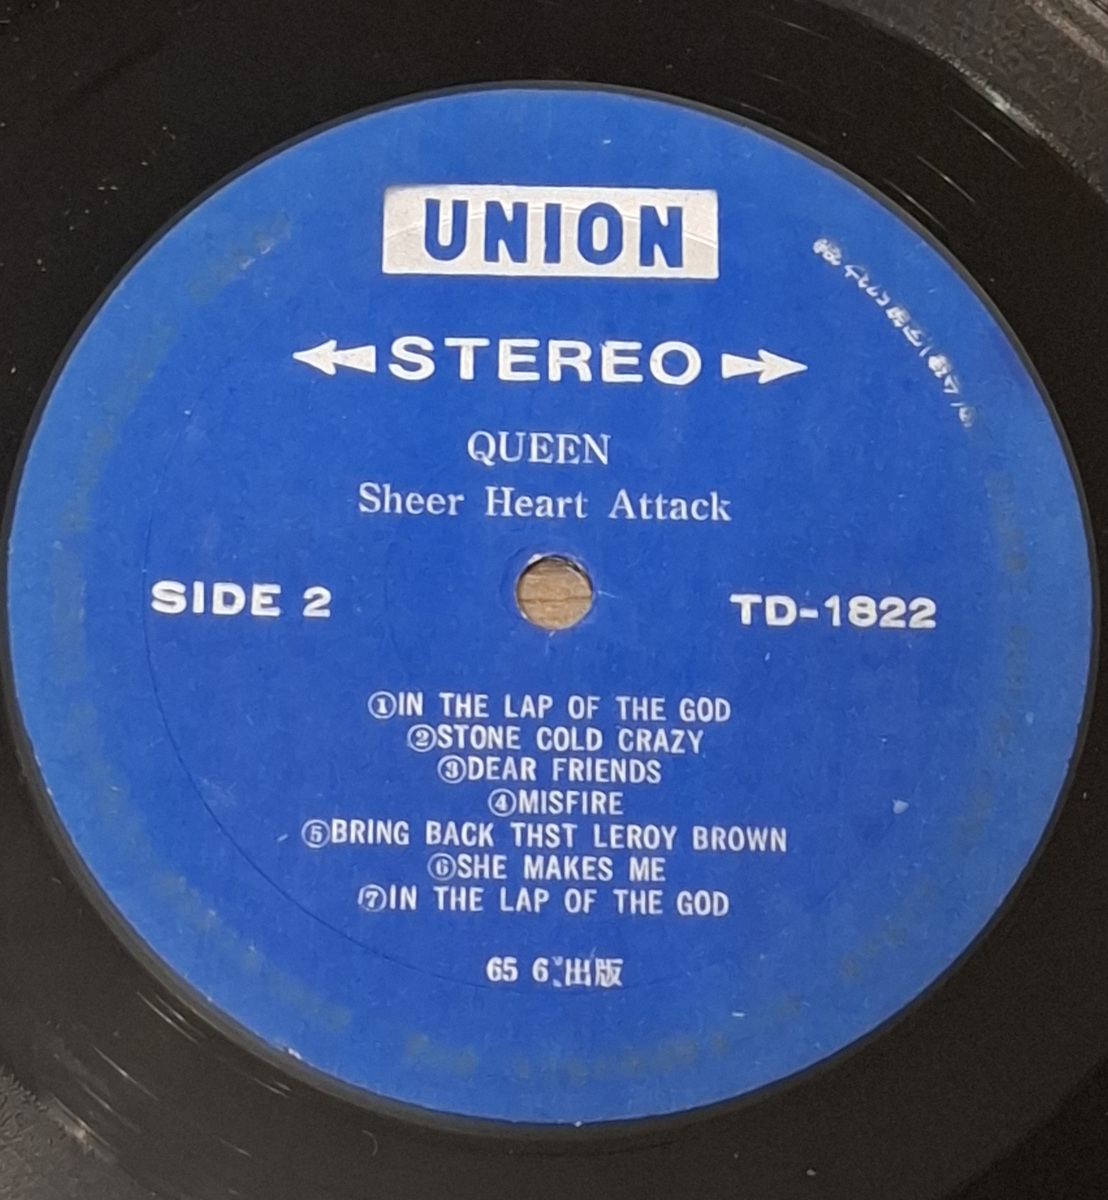 UNION
STEREO
QUEEN
Sheer Heart Attack
SIDE 2
TD-1822
①IN THE LAP OF THE GOD
②STONE COLD CRAZY
③DEAR FRIENDS
④MISFIRE
⑤BRING BACK THST LEROY BROWN
⑥SHE MAKES ME
⑦IN THE LAP OF THE GOD
65 6 出版